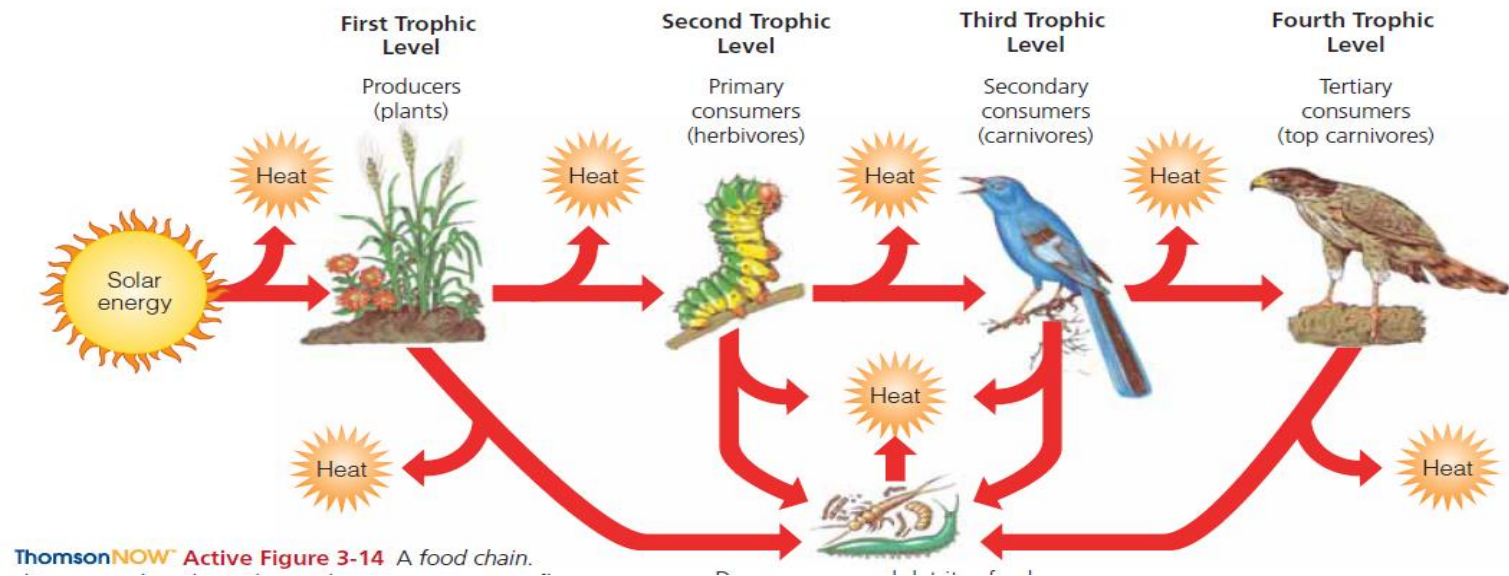 First Trophic
Level
Producers
(plants)
Second Trophic
Level
Primary
consumers
(herbivores)
Third Trophic
Level
Secondary
consumers
(carnivores)
Fourth Trophic
Level
Tertiary
consumers
(top carnivores)
Heat
Heat
Heat
Heat
Solar
energy
Heat
Heat
Heat
ThomsonNOW™ Active Figure 3-14 A food chain.